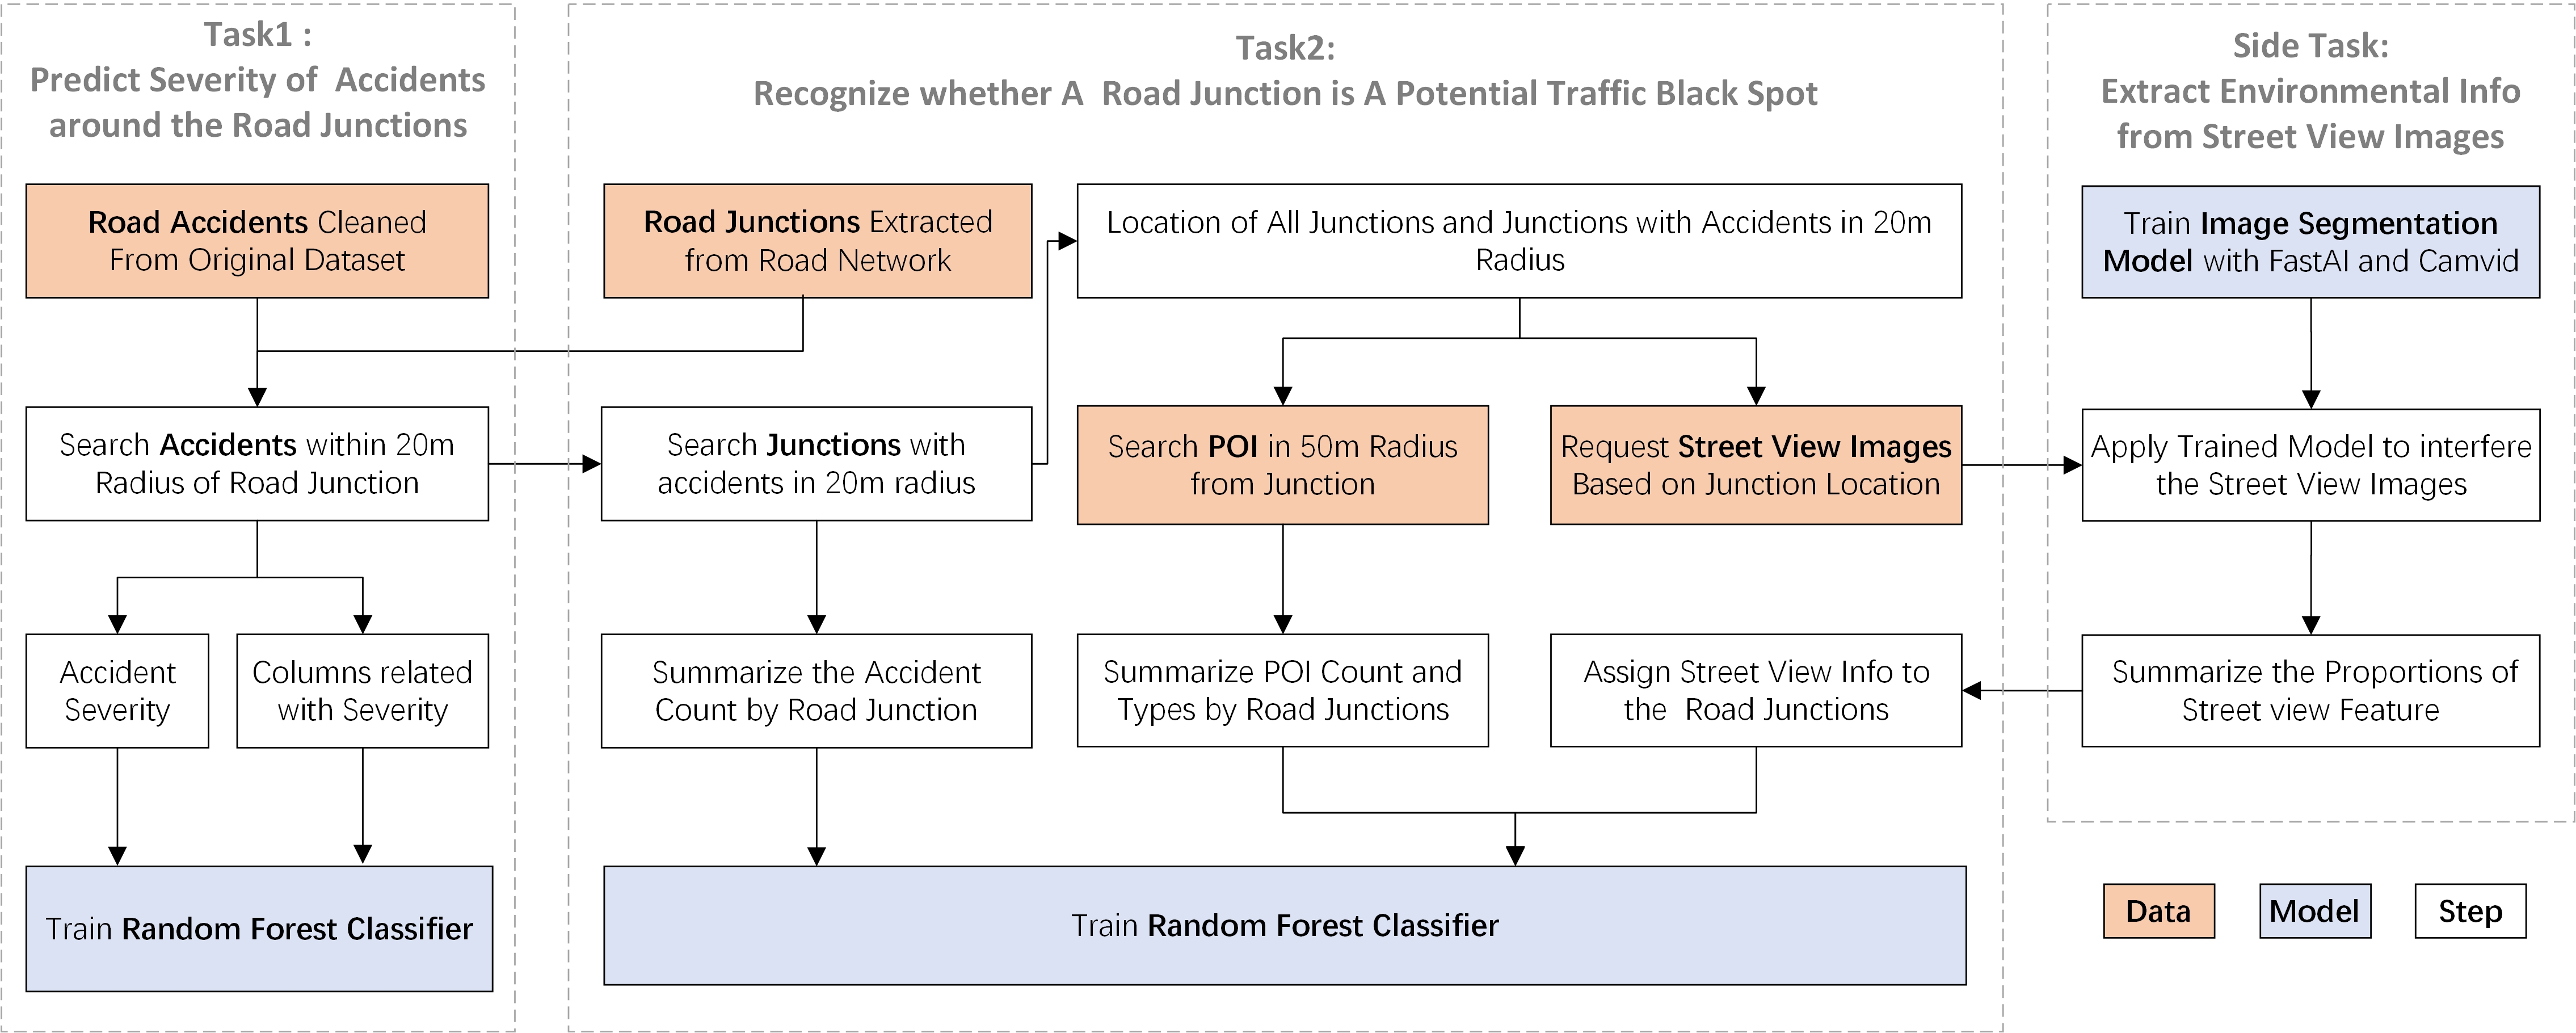 Task1 :
Predict Severity of  Accidents
around the Road Junctions
Road Accidents Cleaned
From Original Dataset
Search Accidents within 20m
Radius of Road Junction
Accident
Severity
Columns related
with Severity
Train Random Forest Classifier
Task2:
Recognize whether A  Road Junction is A Potential Traffic Black Spot
Road Junctions Extracted
from Road Network
Location of All Junctions and Junctions with Accidents in 20m
Radius
Search Junctions with
accidents in 20m radius
Search POI in 50m Radius
from Junction
Request Street View Images
Based on Junction Location
Summarize the Accident
Count by Road Junction
Summarize POI Count and
Types by Road Junctions
Assign Street View Info to
the  Road Junctions
Train Random Forest Classifier
Side Task:
Extract Environmental Info
from Street View Images
Train Image Segmentation
Model with FastAI and Camvid
Apply Trained Model to interfere
the Street View Images
Summarize the Proportions of
Street view Feature
Data
Model
Step